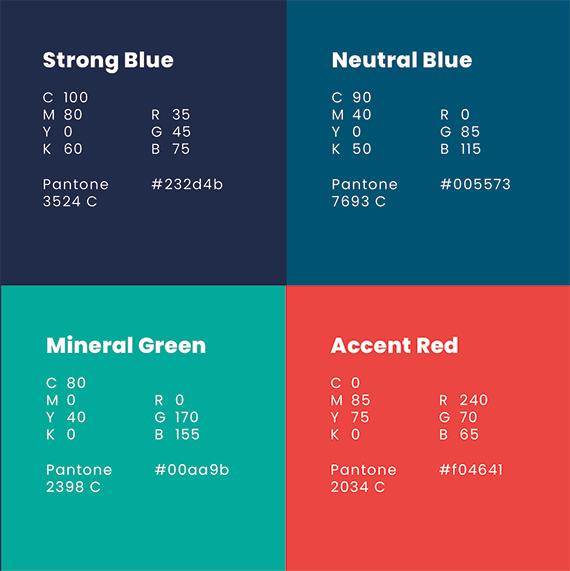 Strong Blue
C 100
M 80 R 35
Y 0 G 45
K 60 B 75
Pantone #232d4b
3524 C
Neutral Blue
C 90
M 40 R 0
Y 0 G 85
K 50 B 115
Pantone #005573
7693 C
Mineral Green
C 80
M 0 R 0
Y 40 G 170
K 0 B 155
Pantone #00aa9b
2398 C
Accent Red
C 0
M 85 R 240
Y 75 G 70
K 0 B 65
Pantone #f04641
2034 C